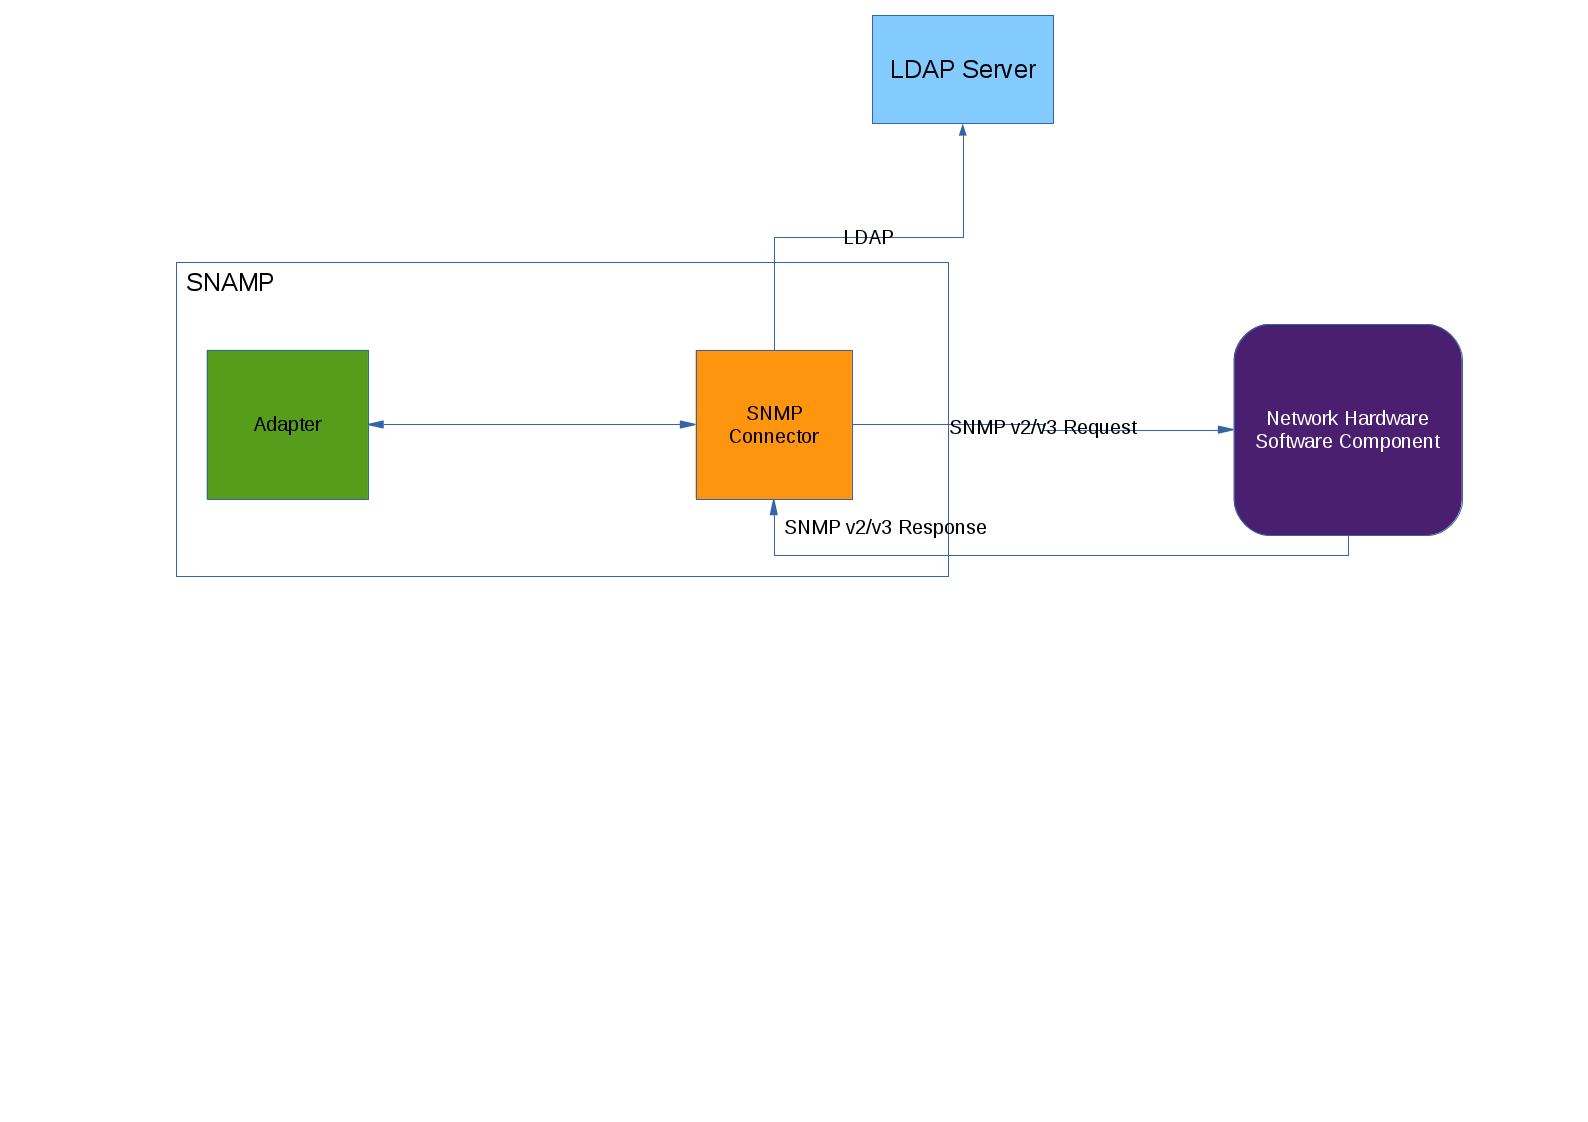 LDAP Server
LDAP
SNAMP
Adapter
SNMP
Connector
SNMP v2/v3 Request
Network Hardware
Software Component
SNMP v2/v3 Response